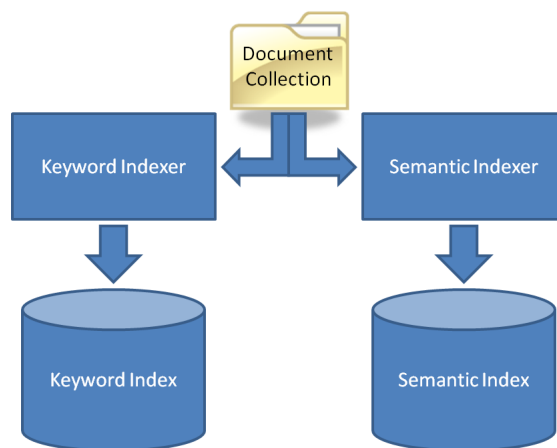 Document
Collection
Keyword Indexer
Semantic Indexer
Keyword Index
Semantic Index